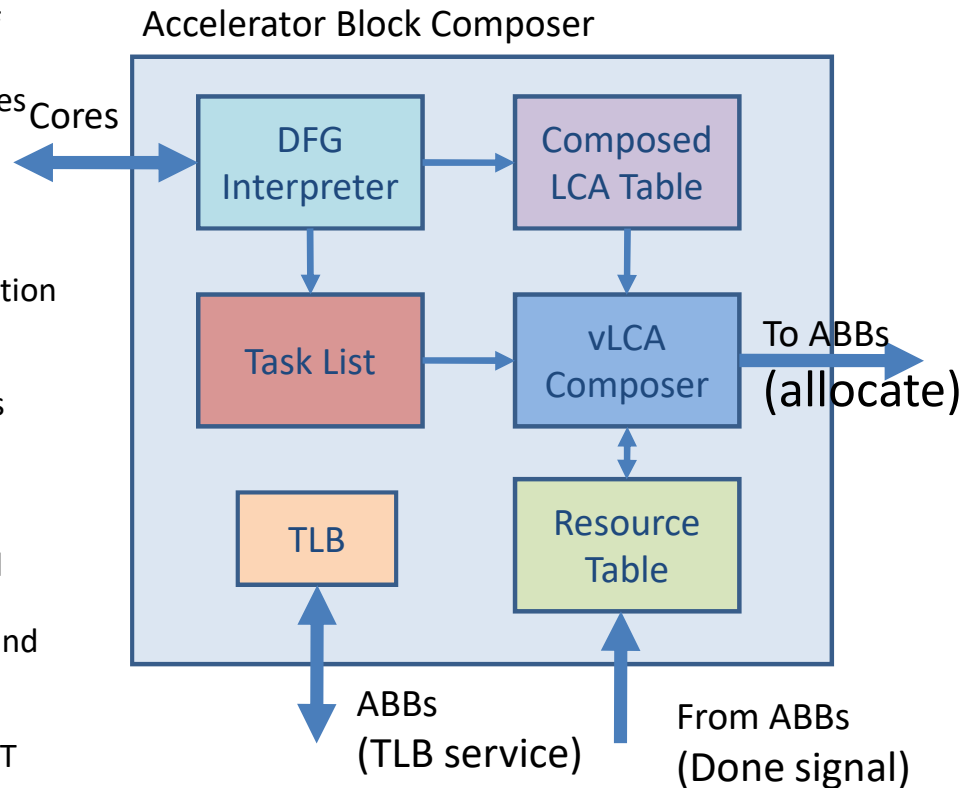 Accelerator Block Composer
es
Cores
DFG
Interpreter
Composed
LCA Table
tion
Task List
vLCA
Composer
To ABBs
(allocate)
s
TLB
Resource
Table
nd
ABBs
(TLB service)
From ABBs
(Done signal)
T